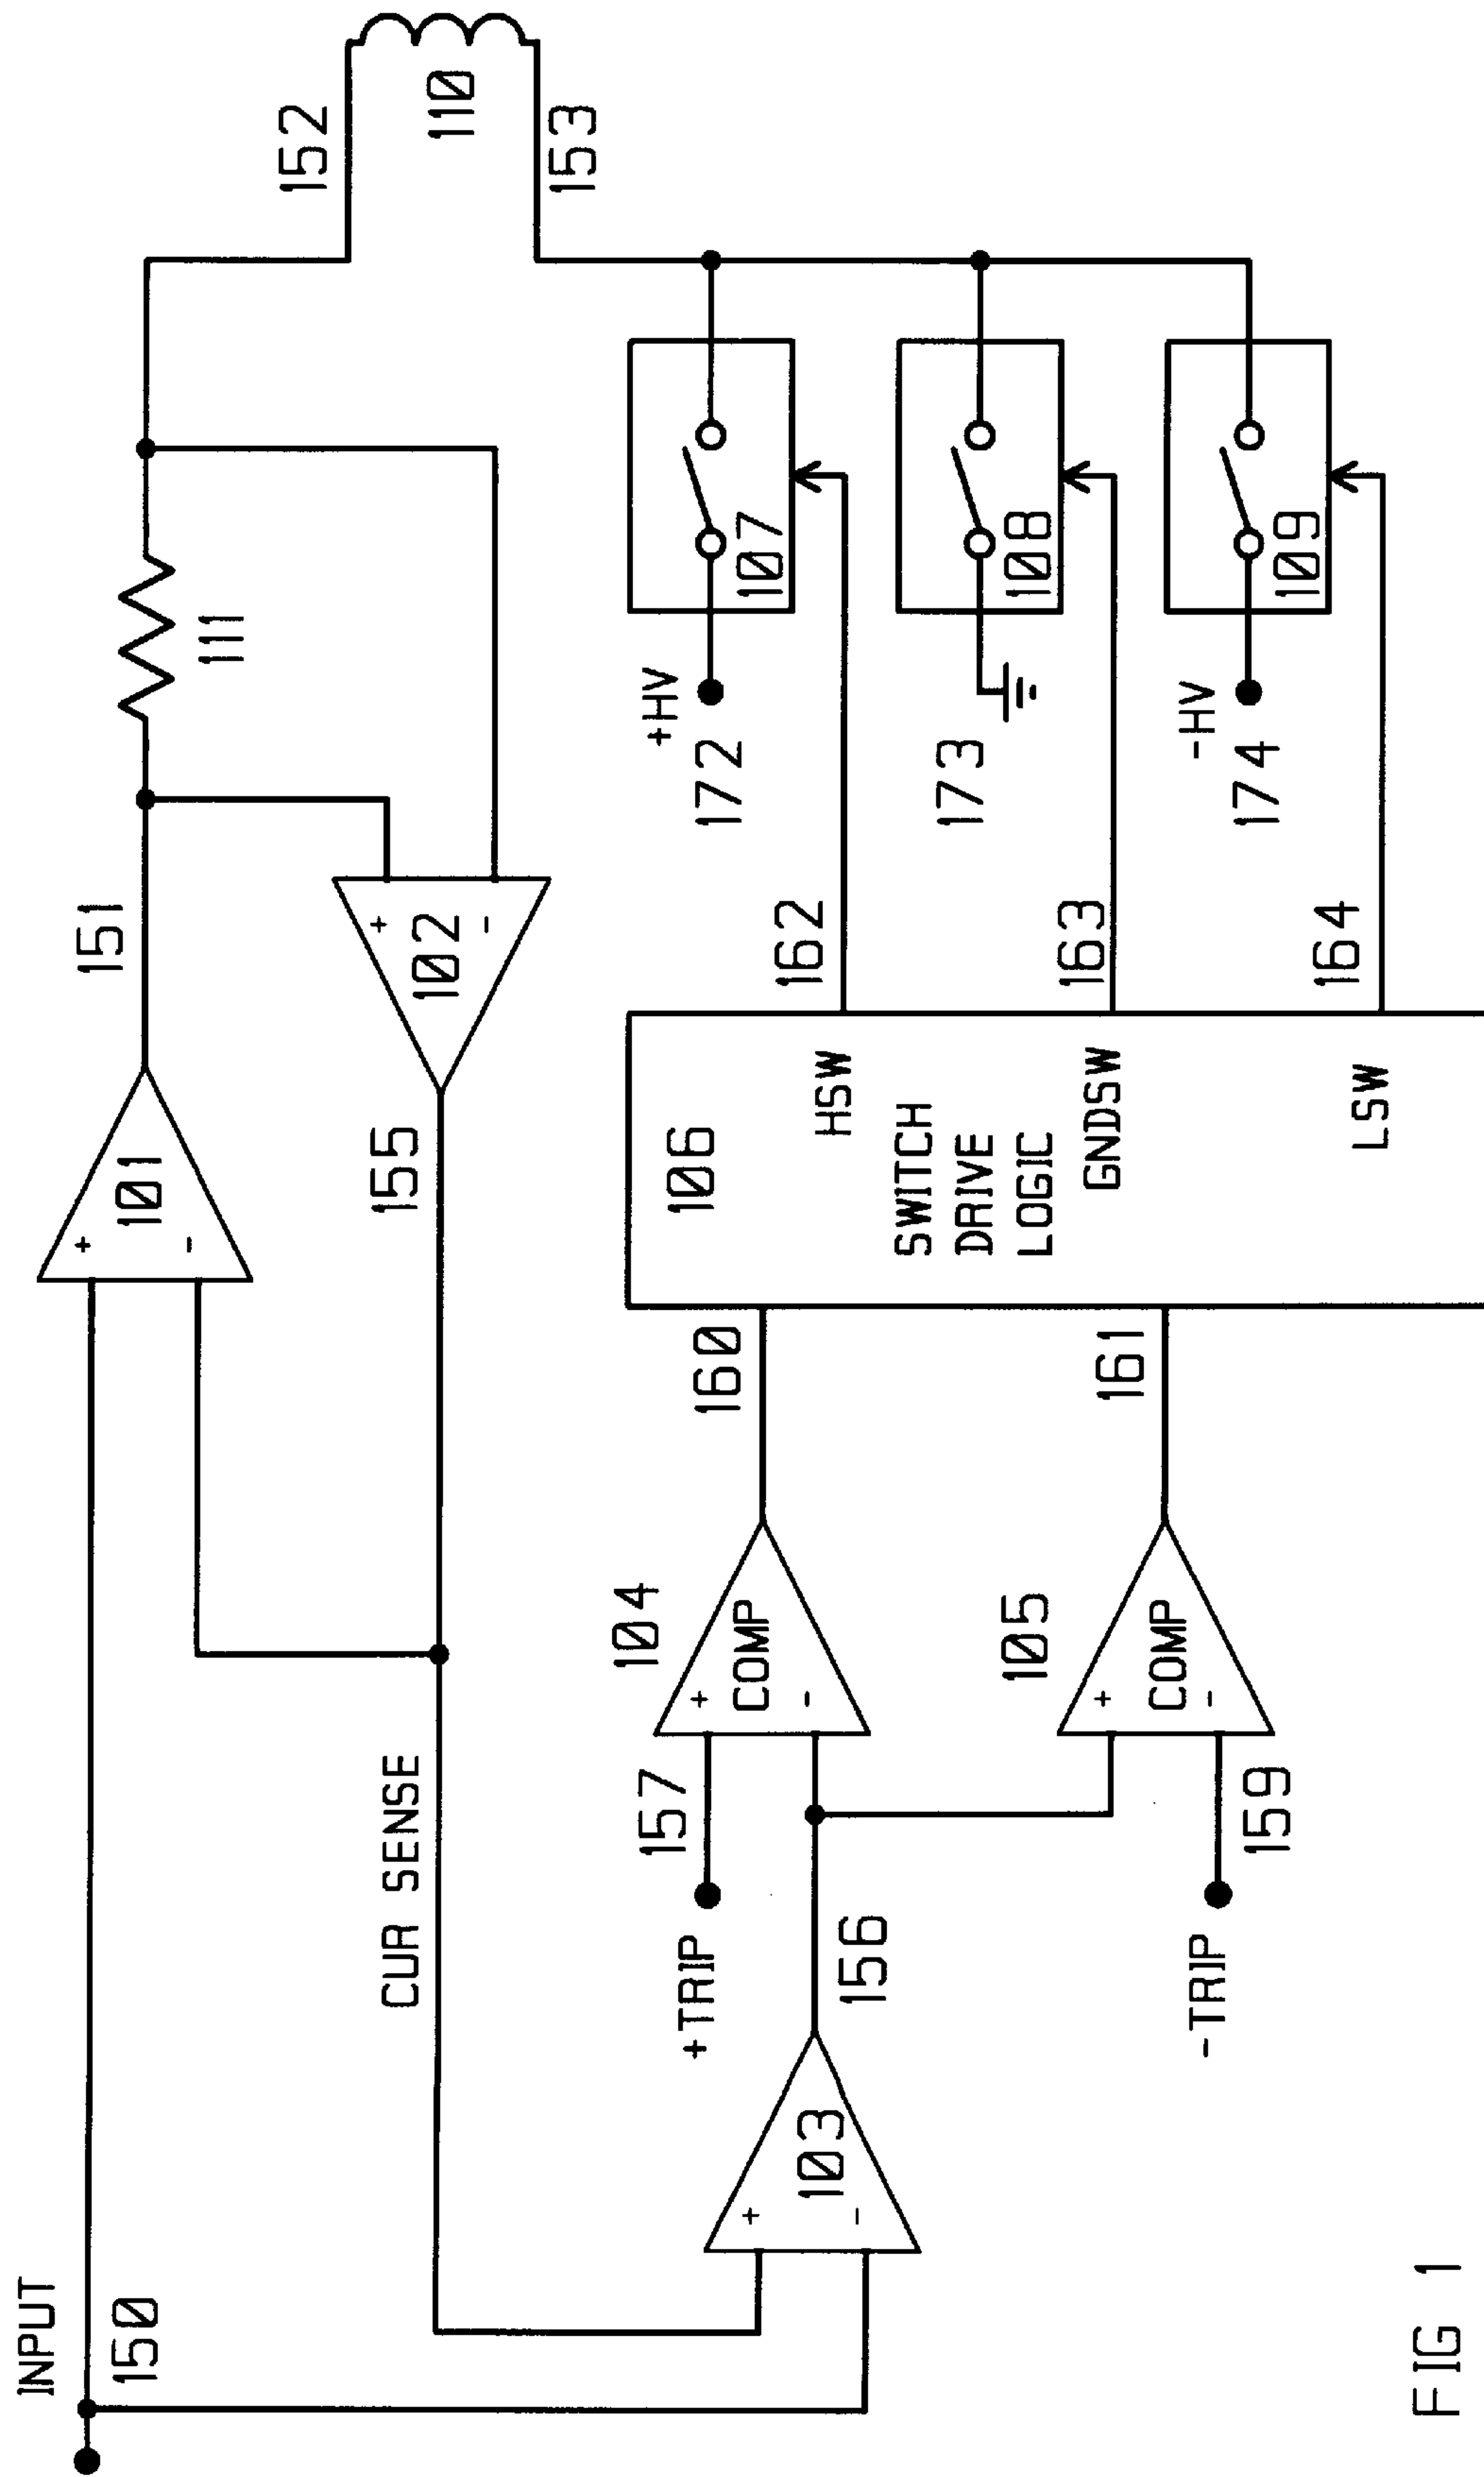 INPUT
150
101
+
-
151
111
152
110
153
102
+
-
155
CUR SENSE
103
+
-
156
+TRIP
157
104
COMP
+
-
160
-TRIP
159
105
COMP
+
-
161
106
SWITCH
DRIVE
LOGIC
HSW
GNDSW
LSW
162
163
164
+HV
172
107
173
108
-HV
174
109
FIG 1